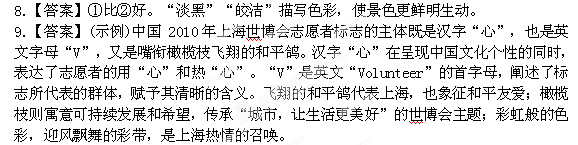 8.【答案】①比②好。“淡黑”“皎洁”描写色彩，使景色更鲜明生动。
9.【答案】(示例)中国 2010年上海世博会志愿者标志的主体既是汉字“心”，也是英
文字母“V”，又是嘴衔橄榄枝飞翔的和平鸽。汉字“心”在呈现中国文化个性的同时，
表达了志愿者的用“心”和热“心”。“V”是英文“Volunteer”的首字母，阐述了标
志所代表的群体，赋予其清晰的含义。飞翔的和平鸽代表上海，也象征和平友爱；橄榄
枝则寓意可持续发展和希望，传承“城市，让生活更美好”的世博会主题；彩虹般的色
彩，迎风飘舞的彩带，是上海热情的召唤。